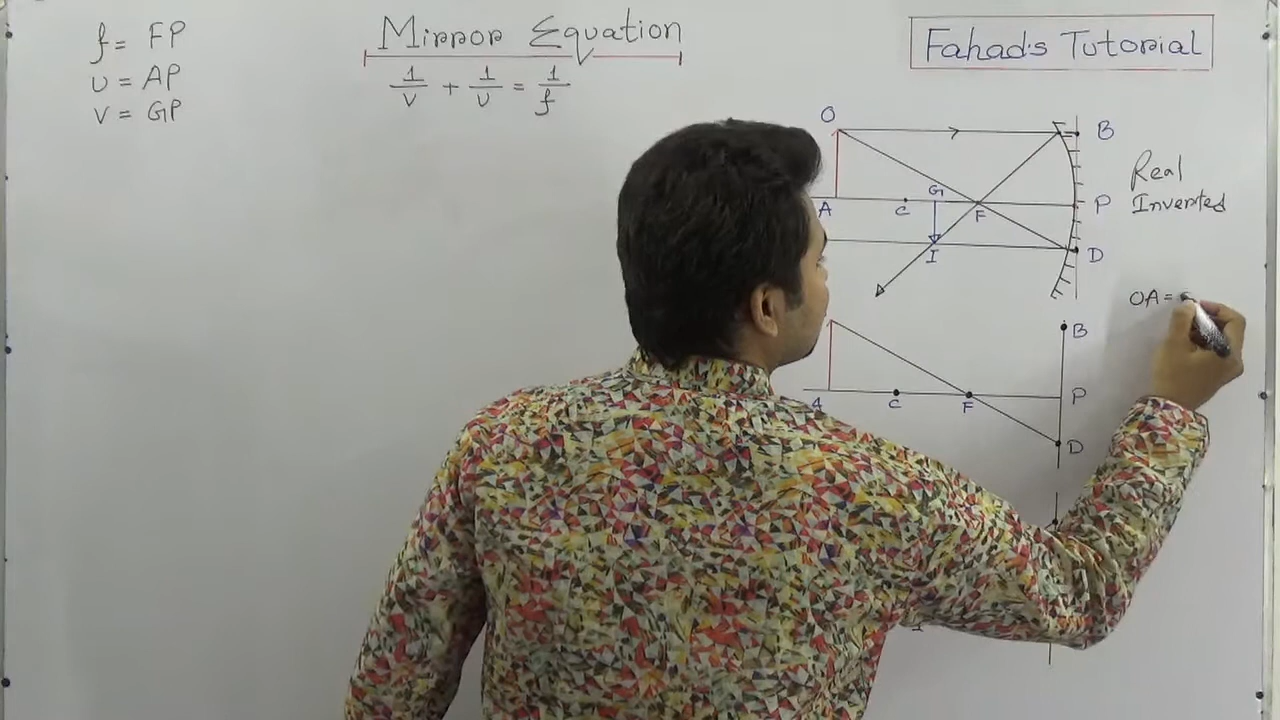 f = FP
u = AP
v = GP
Mirror Equation
1/v + 1/u = 1/f
Fahad's Tutorial
O
B
G
A
C
F
P
Real
Inverted
I
D
OA =
B
A
C
F
P
D